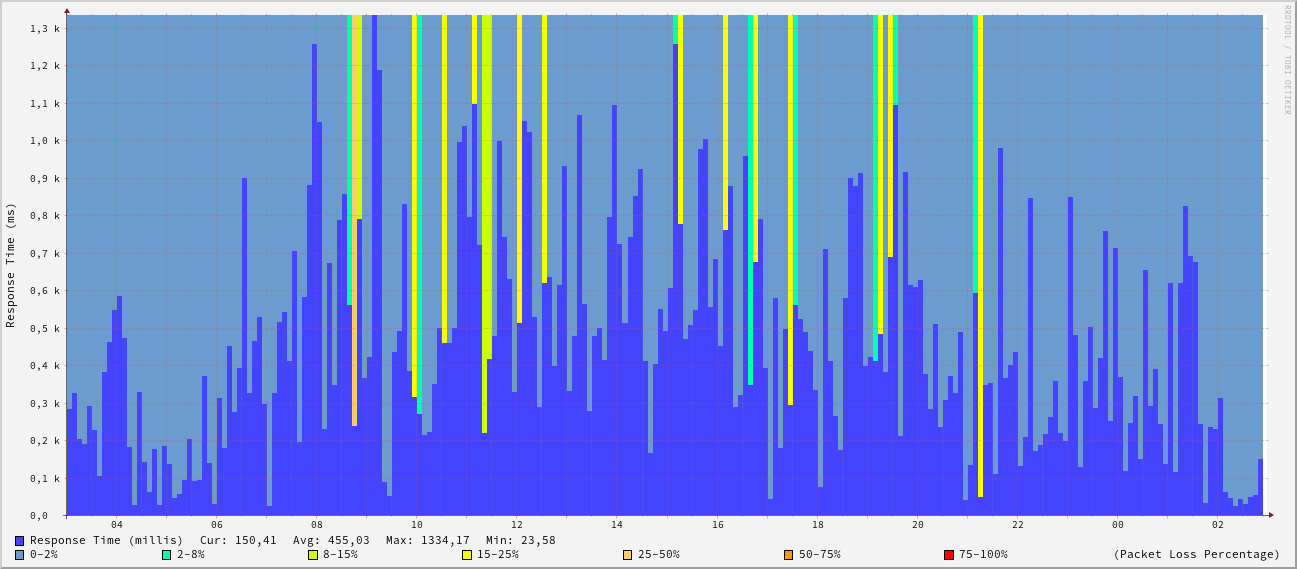 RRDTOOL / TOBI OETIKER
Response Time (ms)
1,3 k
1,2 k
1,1 k
1,0 k
0,9 k
0,8 k
0,7 k
0,6 k
0,5 k
0,4 k
0,3 k
0,2 k
0,1 k
0,0
04 06 08 10 12 14 16 18 20 22 00 02
Response Time (millis) Cur: 150,41 Avg: 455,03 Max: 1334,17 Min: 23,58
0-2% 2-8% 8-15% 15-25% 25-50% 50-75% 75-100% (Packet Loss Percentage)